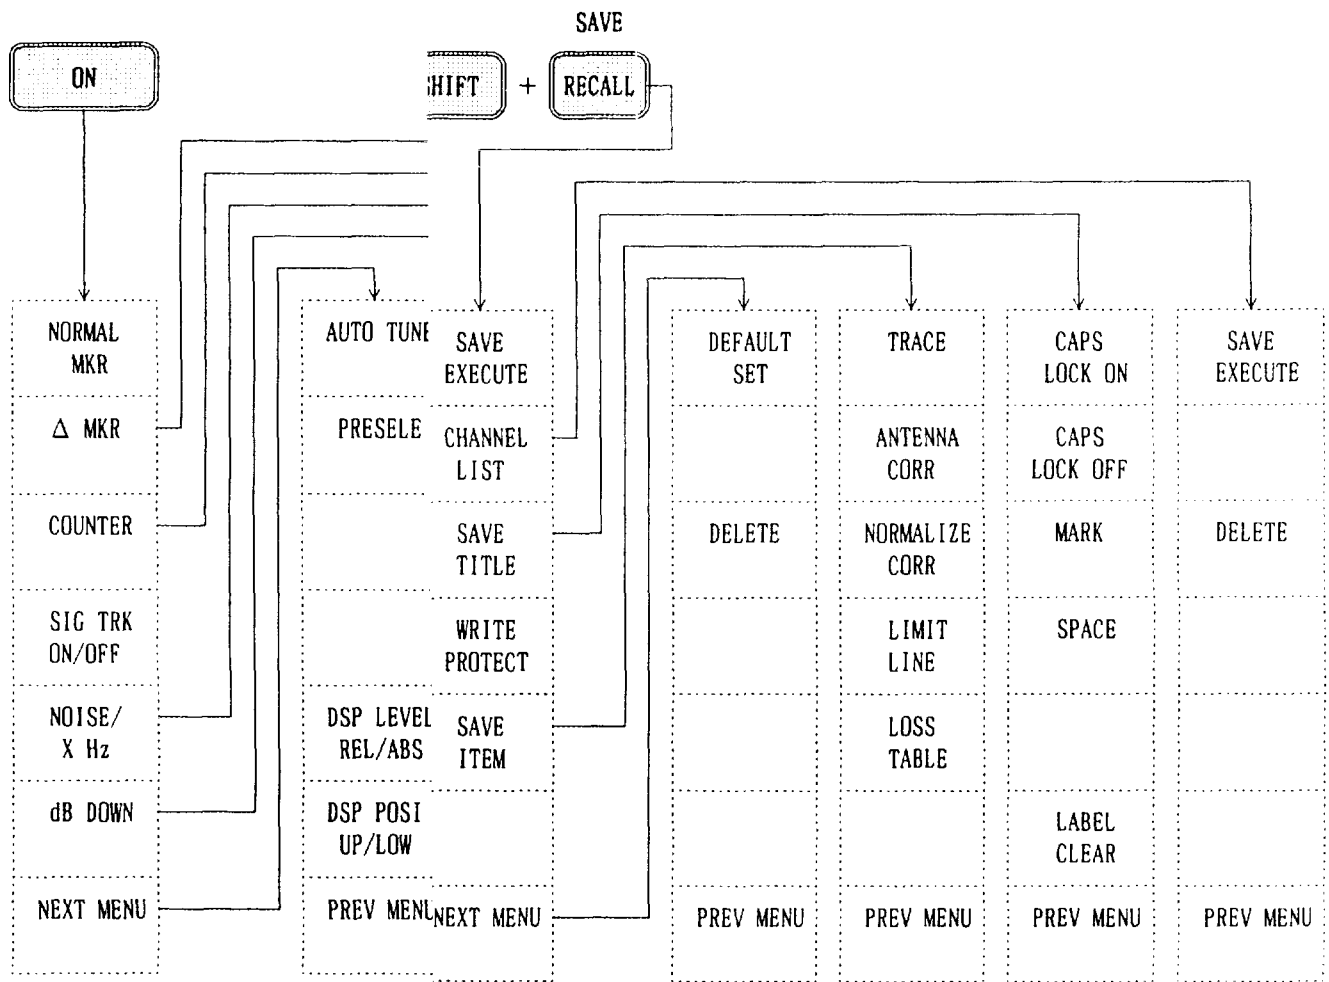 SAVE
ON
HIFT + RECALL
NORMAL
MKR
Δ MKR
COUNTER
SIG TRK
ON/OFF
NOISE/
X Hz
dB DOWN
NEXT MENU
AUTO TUNE
PRESELE
DSP LEVEL
REL/ABS
DSP POSI
UP/LOW
PREV MENU
SAVE
EXECUTE
CHANNEL
LIST
SAVE
TITLE
WRITE
PROTECT
SAVE
ITEM
NEXT MENU
DEFAULT
SET
DELETE
PREV MENU
TRACE
ANTENNA
CORR
NORMALIZE
CORR
LIMIT
LINE
LOSS
TABLE
PREV MENU
CAPS
LOCK ON
CAPS
LOCK OFF
MARK
SPACE
LABEL
CLEAR
PREV MENU
SAVE
EXECUTE
DELETE
PREV MENU